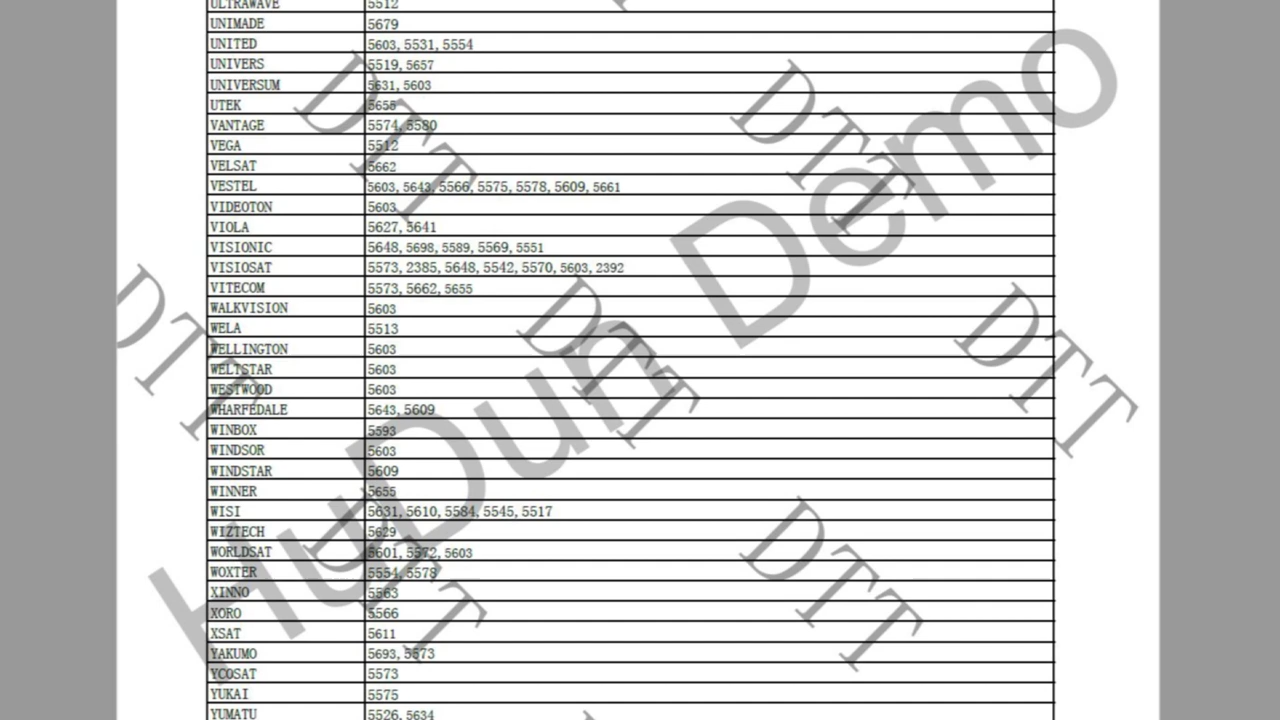 ULTRAWAVE 5512
UNIMADE 5679
UNITED 5603, 5531, 5554
UNIVERS 5519, 5657
UNIVERSUM 5631, 5603
UTEK 5655
VANTAGE 5574, 5580
VEGA 5512
VELSAT 5662
VESTEL 5603, 5643, 5566, 5575, 5578, 5609, 5661
VIDEOTON 5603
VIOLA 5627, 5641
VISIONIC 5648, 5698, 5589, 5569, 5551
VISIOSAT 5573, 2385, 5648, 5542, 5570, 5603, 2392
VITECOM 5573, 5662, 5655
WALKVISION 5603
WELA 5513
WELLINGTON 5603
WELTSTAR 5603
WESTWOOD 5603
WHARFEDALE 5643, 5609
WINBOX 5593
WINDSOR 5603
WINDSTAR 5609
WINNER 5655
WISI 5631, 5610, 5584, 5545, 5517
WIZTECH 5629
WORLDSAT 5601, 5572, 5603
WOXTER 5554, 5578
XINNO 5563
XORO 5566
XSAT 5611
YAKUMO 5693, 5573
YCOSAT 5573
YUKAI 5575
YUMATU 5526, 5634
HuDun Demo
DTT
DTT
DTT
DTT
DTT
DTT
DTT